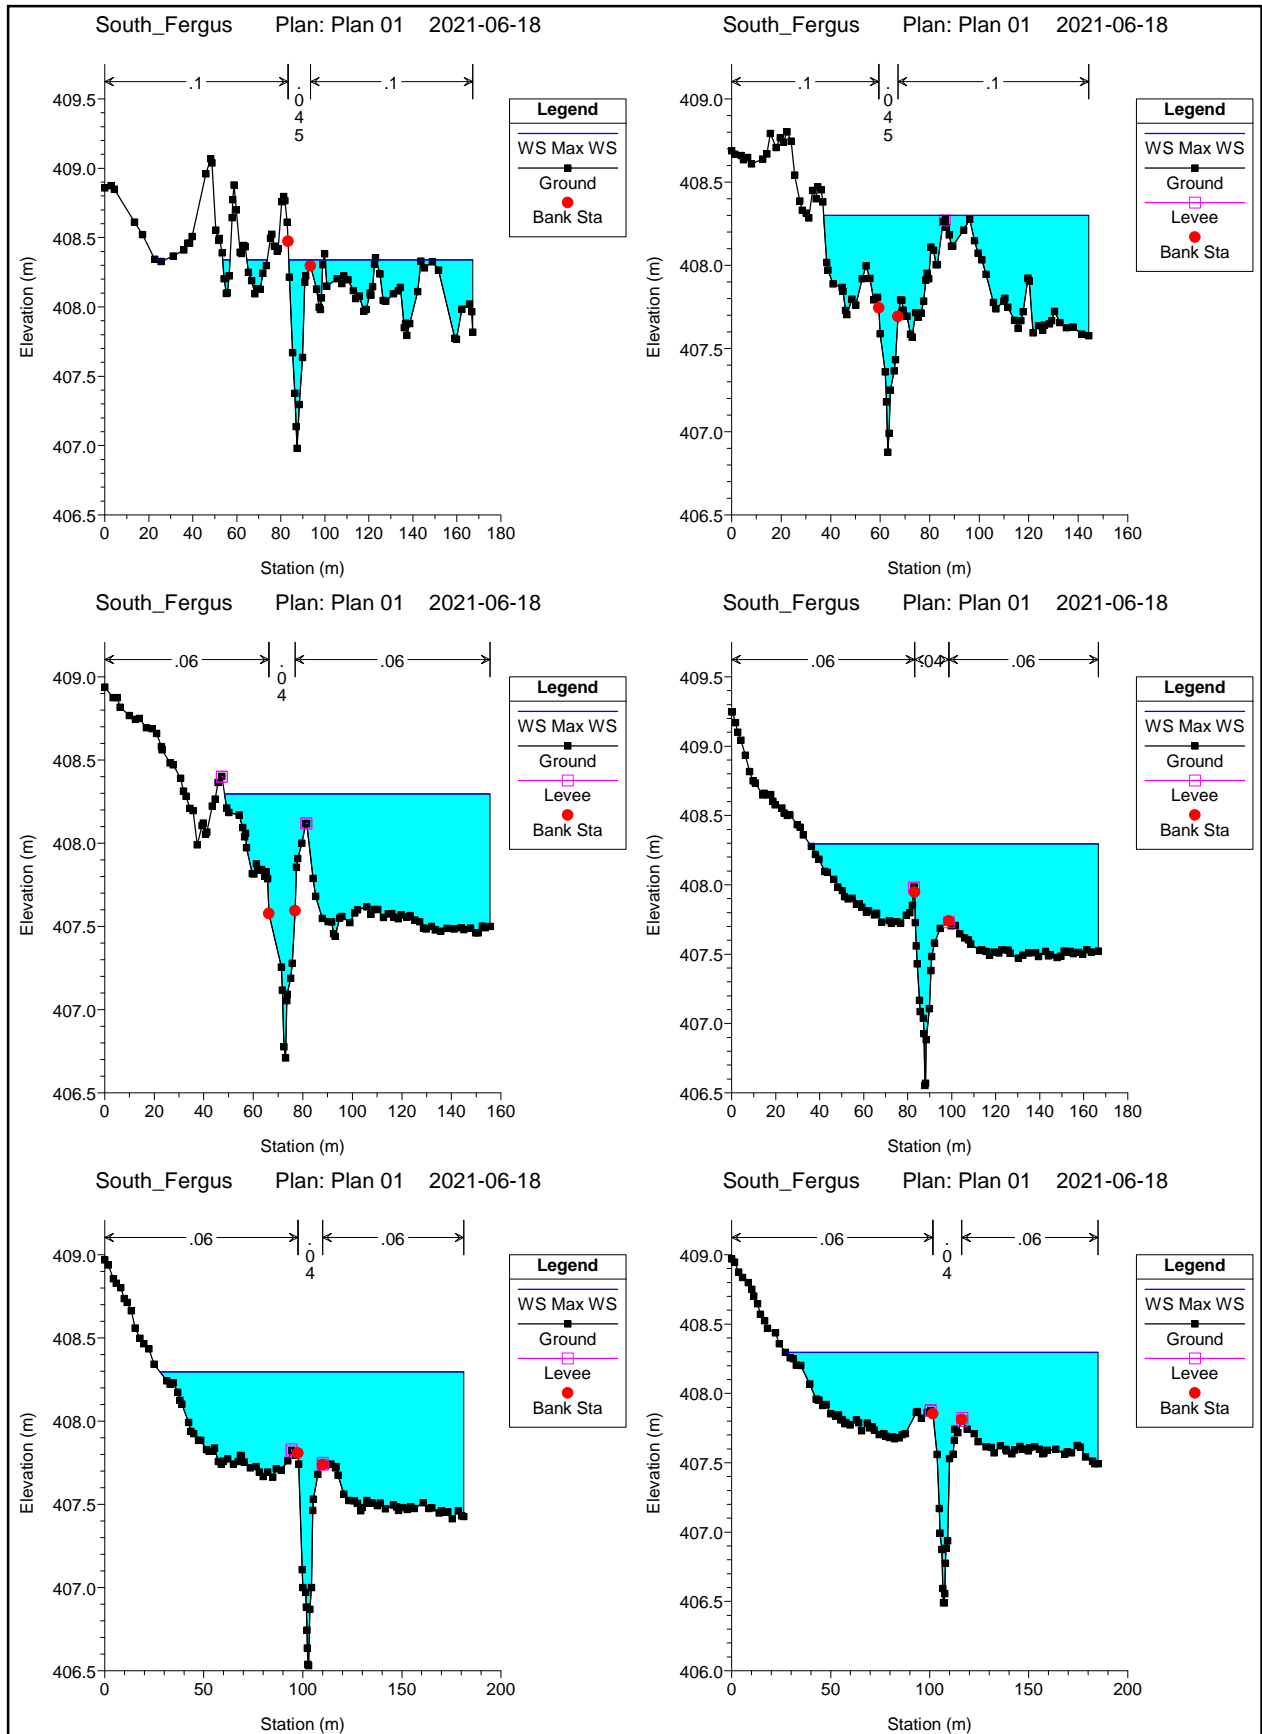 South_Fergus Plan: Plan 01 2021-06-18
.1 .045 .1
Legend
WS Max WS
Ground
Bank Sta
409.5
409.0
408.5
408.0
407.5
407.0
406.5
0 20 40 60 80 100 120 140 160 180
Station (m)
Elevation (m)
South_Fergus Plan: Plan 01 2021-06-18
.1 .045 .1
Legend
WS Max WS
Ground
Levee
Bank Sta
409.0
408.5
408.0
407.5
407.0
406.5
0 20 40 60 80 100 120 140 160
Station (m)
Elevation (m)
South_Fergus Plan: Plan 01 2021-06-18
.06 .04 .06
Legend
WS Max WS
Ground
Levee
Bank Sta
409.0
408.5
408.0
407.5
407.0
406.5
0 20 40 60 80 100 120 140 160
Station (m)
Elevation (m)
South_Fergus Plan: Plan 01 2021-06-18
.06 .04 .06
Legend
WS Max WS
Ground
Levee
Bank Sta
409.5
409.0
408.5
408.0
407.5
407.0
406.5
0 20 40 60 80 100 120 140 160 180
Station (m)
Elevation (m)
South_Fergus Plan: Plan 01 2021-06-18
.06 .04 .06
Legend
WS Max WS
Ground
Levee
Bank Sta
409.0
408.5
408.0
407.5
407.0
406.5
0 50 100 150 200
Station (m)
Elevation (m)
South_Fergus Plan: Plan 01 2021-06-18
.06 .04 .06
Legend
WS Max WS
Ground
Levee
Bank Sta
409.0
408.5
408.0
407.5
407.0
406.5
406.0
0 50 100 150 200
Station (m)
Elevation (m)